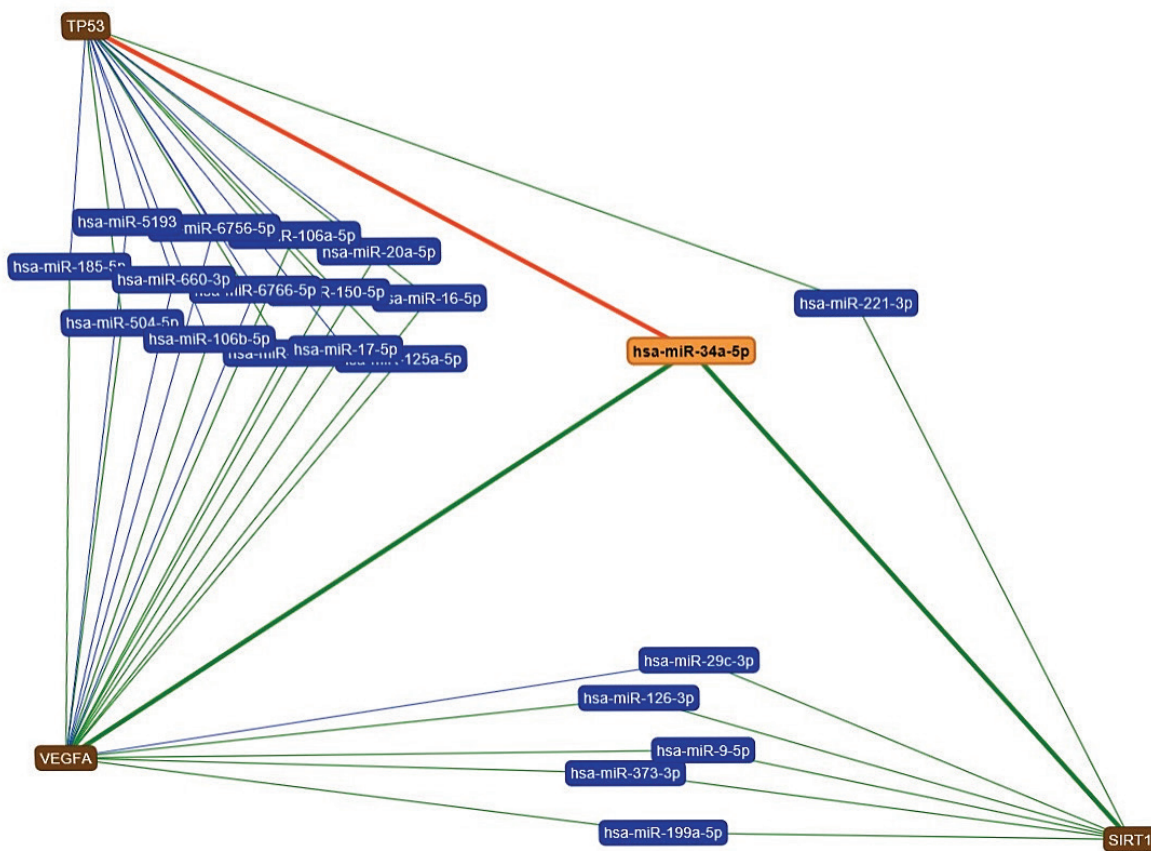 TP53
hsa-miR-5193
miR-6756-5p
R-106a-5p
hsa-miR-20a-5p
hsa-miR-185-5p
hsa-miR-660-3p
hsa-miR-6766-5p
R-150-5p
hsa-miR-16-5p
hsa-miR-221-3p
hsa-miR-504-5p
hsa-miR-106b-5p
hsa-miR-17-5p
125a-5p
hsa-miR-34a-5p
hsa-miR-29c-3p
hsa-miR-126-3p
hsa-miR-9-5p
VEGFA
hsa-miR-373-3p
hsa-miR-199a-5p
SIRT1